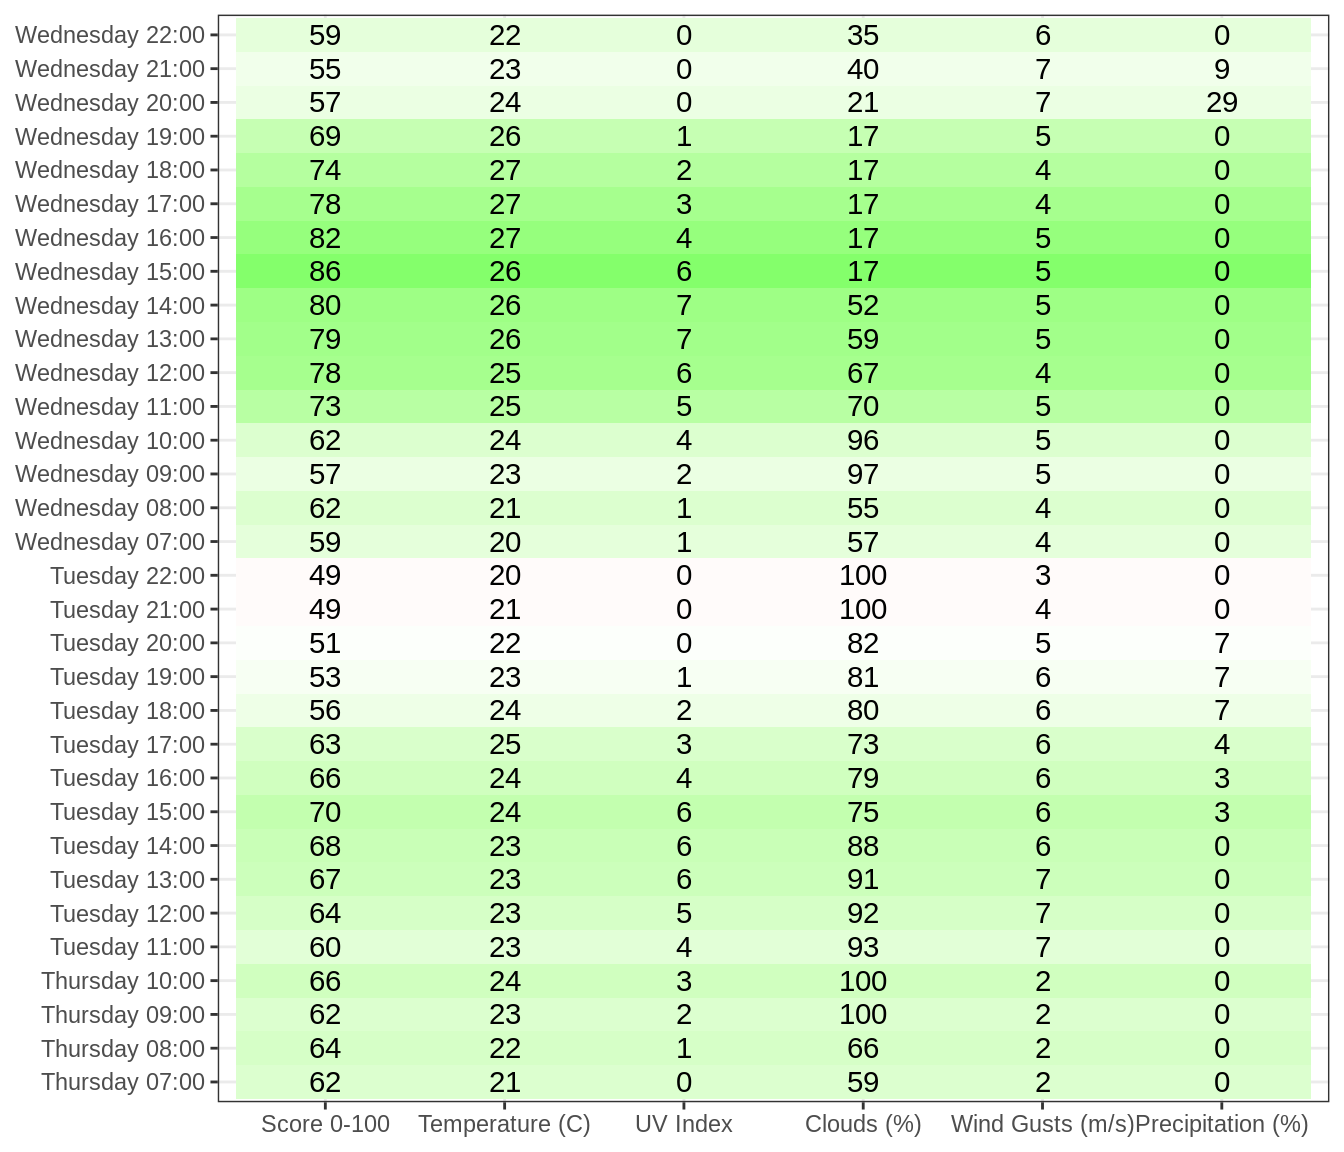 Wednesday 22:00 59 22 0 35 6 0
Wednesday 21:00 55 23 0 40 7 9
Wednesday 20:00 57 24 0 21 7 29
Wednesday 19:00 69 26 1 17 5 0
Wednesday 18:00 74 27 2 17 4 0
Wednesday 17:00 78 27 3 17 4 0
Wednesday 16:00 82 27 4 17 5 0
Wednesday 15:00 86 26 6 17 5 0
Wednesday 14:00 80 26 7 52 5 0
Wednesday 13:00 79 26 7 59 5 0
Wednesday 12:00 78 25 6 67 4 0
Wednesday 11:00 73 25 5 70 5 0
Wednesday 10:00 62 24 4 96 5 0
Wednesday 09:00 57 23 2 97 5 0
Wednesday 08:00 62 21 1 55 4 0
Wednesday 07:00 59 20 1 57 4 0
Tuesday 22:00 49 20 0 100 3 0
Tuesday 21:00 49 21 0 100 4 0
Tuesday 20:00 51 22 0 82 5 7
Tuesday 19:00 53 23 1 81 6 7
Tuesday 18:00 56 24 2 80 6 7
Tuesday 17:00 63 25 3 73 6 4
Tuesday 16:00 66 24 4 79 6 3
Tuesday 15:00 70 24 6 75 6 3
Tuesday 14:00 68 23 6 88 6 0
Tuesday 13:00 67 23 6 91 7 0
Tuesday 12:00 64 23 5 92 7 0
Tuesday 11:00 60 23 4 93 7 0
Thursday 10:00 66 24 3 100 2 0
Thursday 09:00 62 23 2 100 2 0
Thursday 08:00 64 22 1 66 2 0
Thursday 07:00 62 21 0 59 2 0
Score 0-100 Temperature (C) UV Index Clouds (%) Wind Gusts (m/s) Precipitation (%)